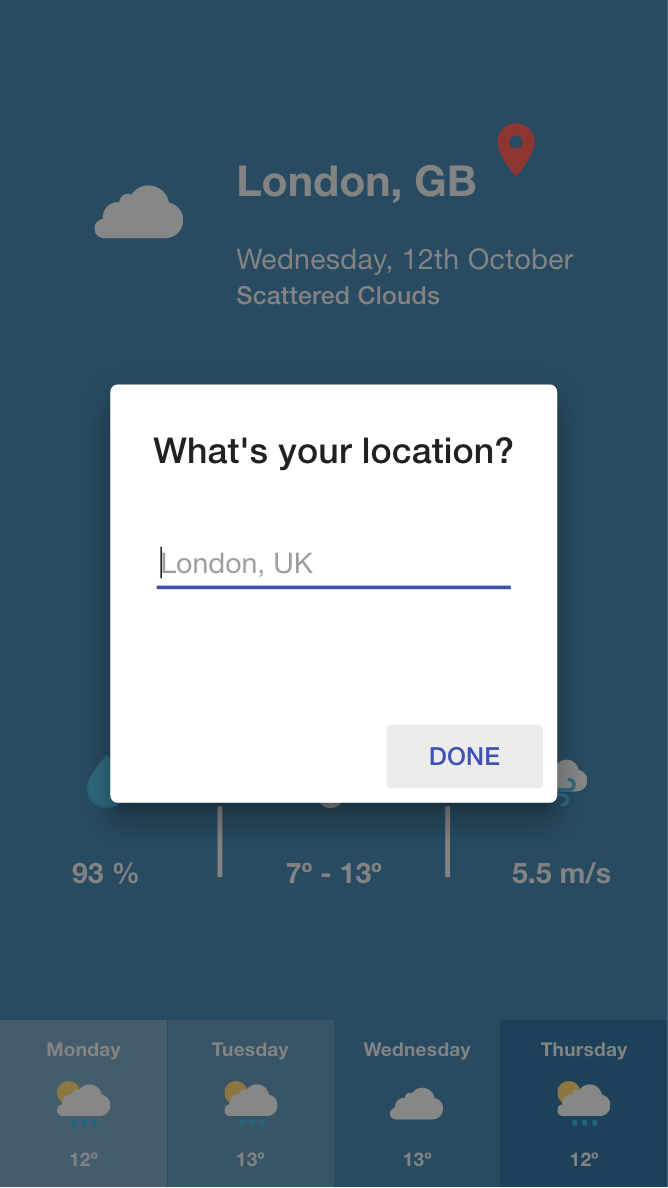 London, GB
Wednesday, 12th October
Scattered Clouds
What's your location?
London, UK
DONE
93 %
7º - 13º
5.5 m/s
Monday
Tuesday
Wednesday
Thursday
12º
13º
13º
12º